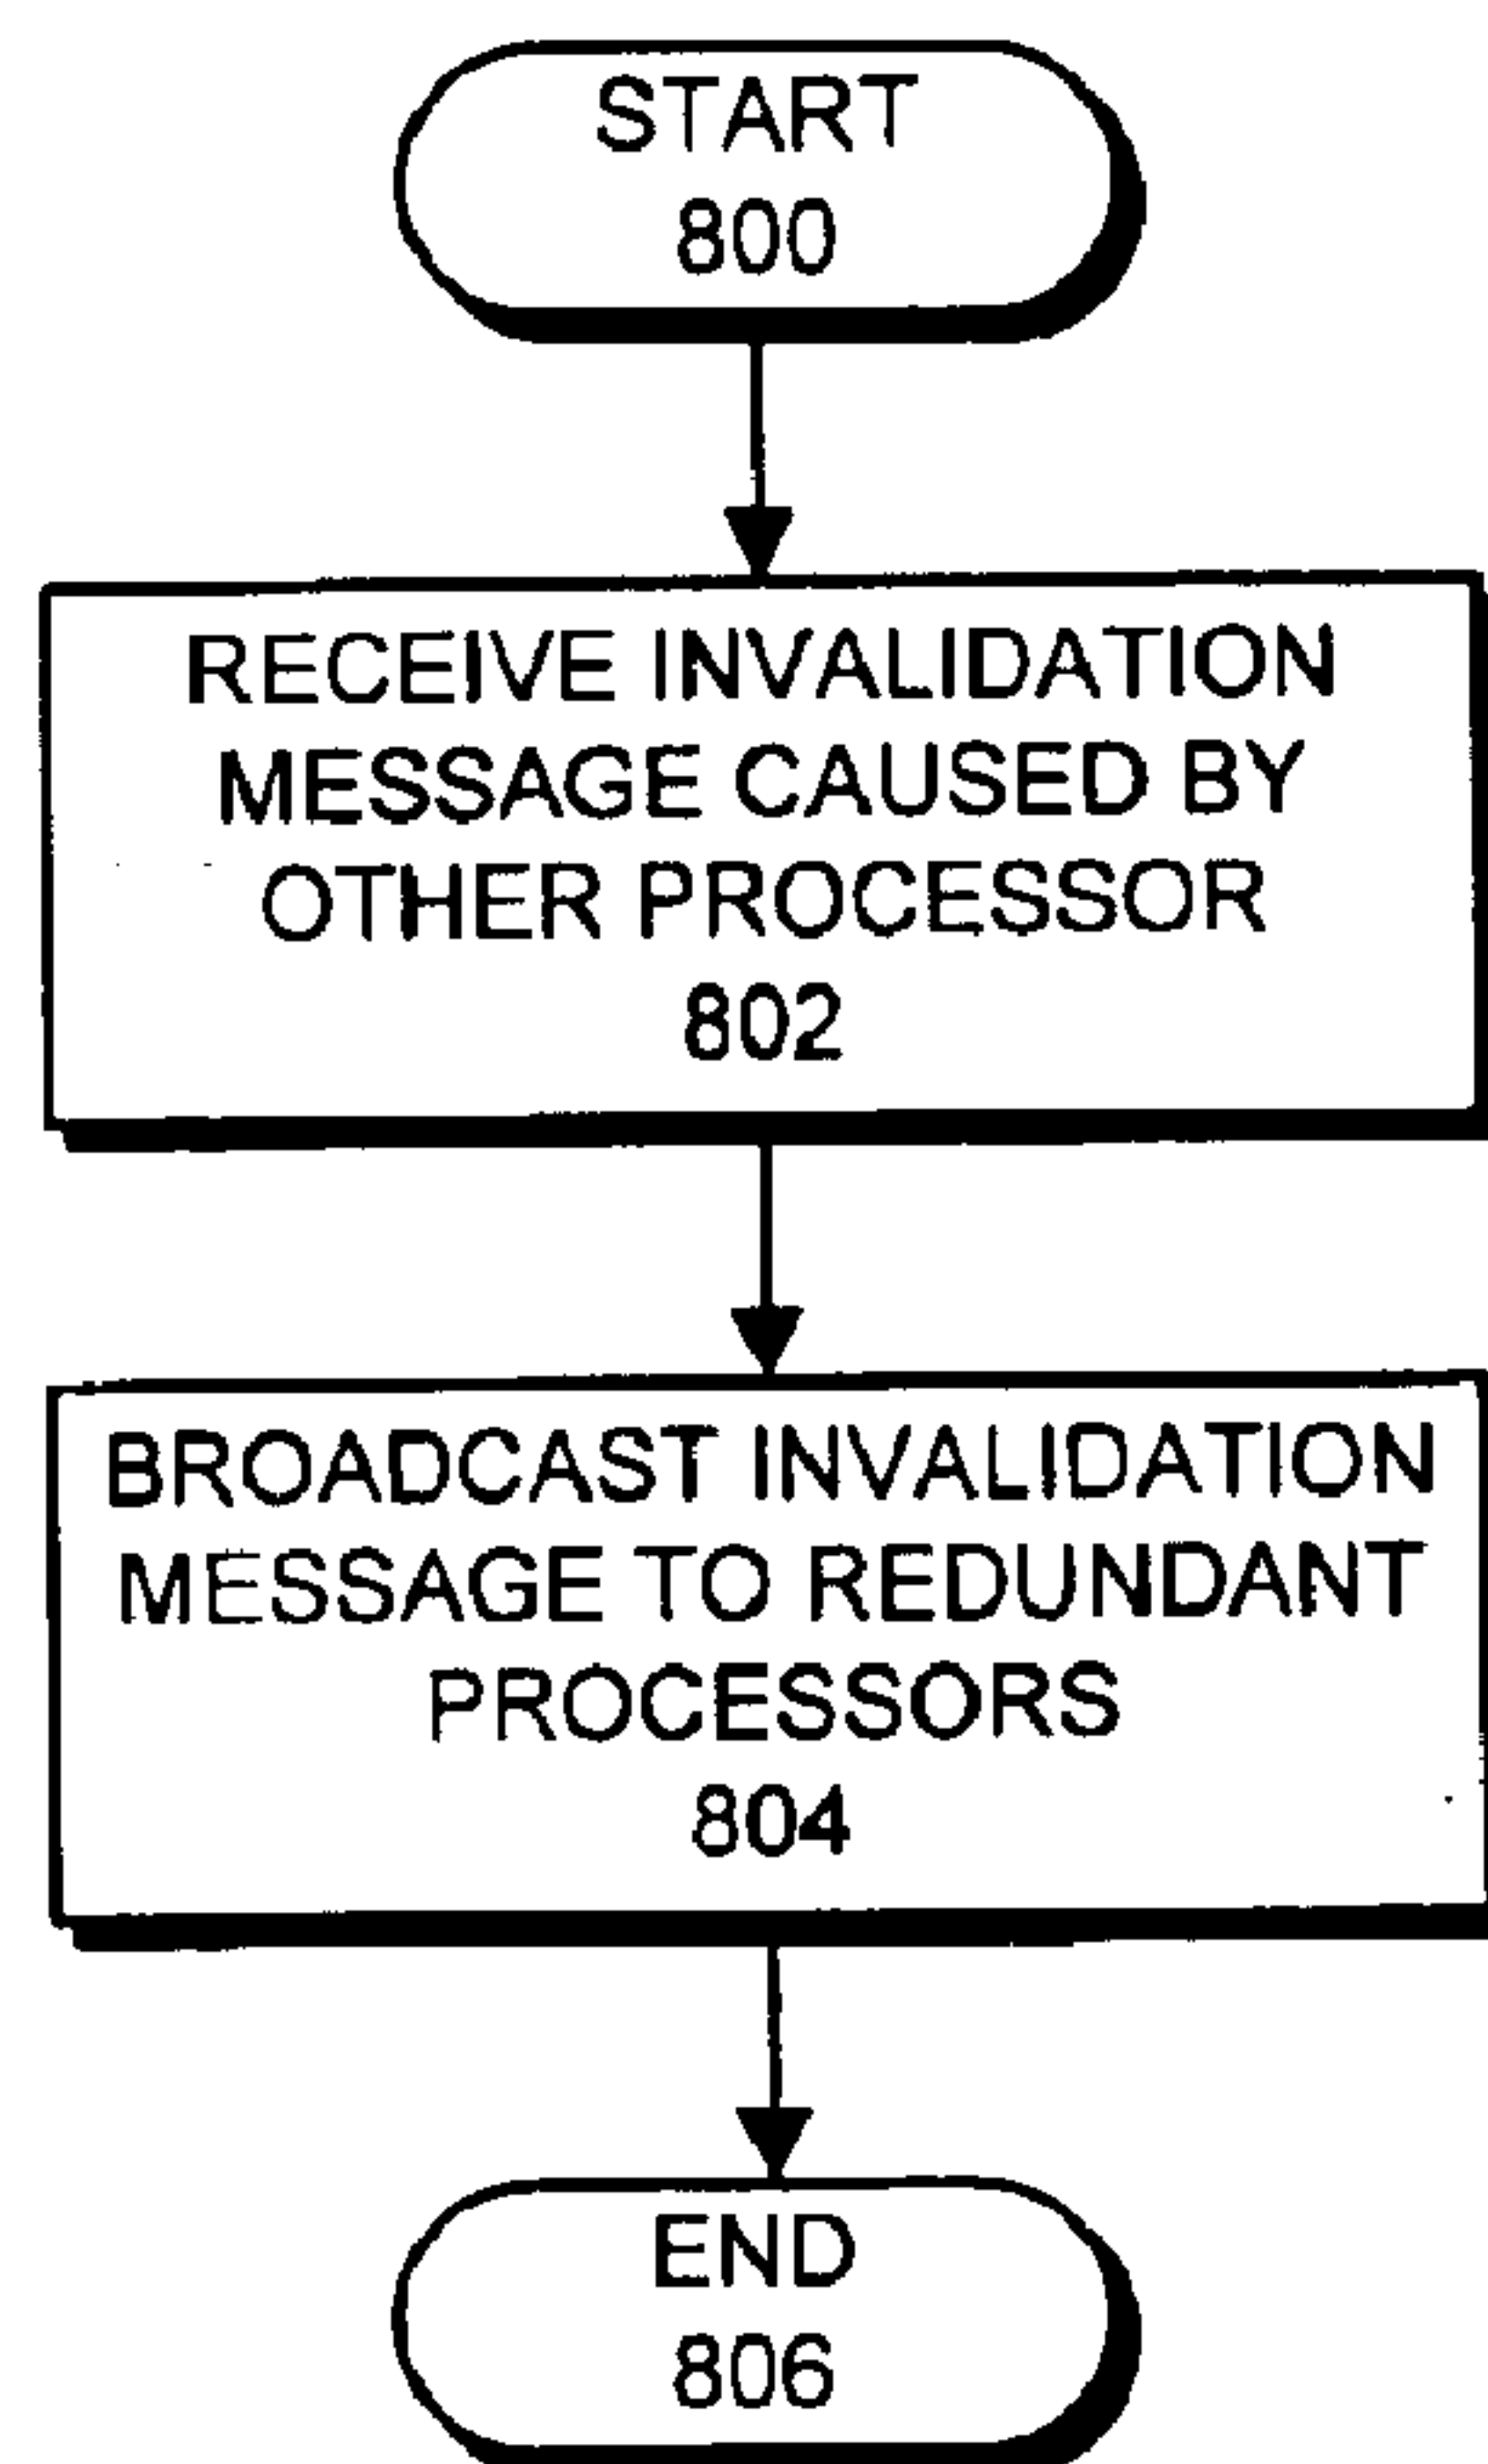 START
800
RECEIVE INVALIDATION
MESSAGE CAUSED BY
OTHER PROCESSOR
802
BROADCAST INVALIDATION
MESSAGE TO REDUNDANT
PROCESSORS
804
END
806